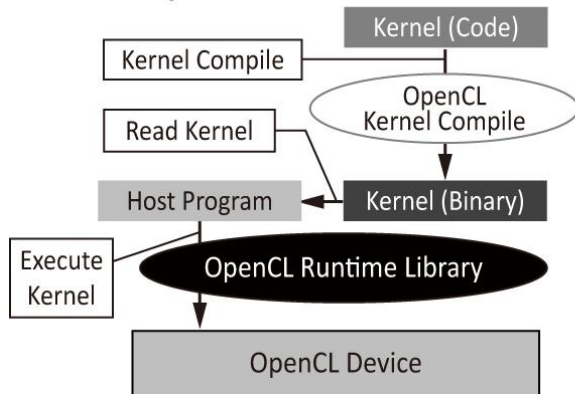 Kernel (Code)
Kernel Compile
OpenCL
Kernel Compile
Read Kernel
Host Program
Kernel (Binary)
Execute
Kernel
OpenCL Runtime Library
OpenCL Device